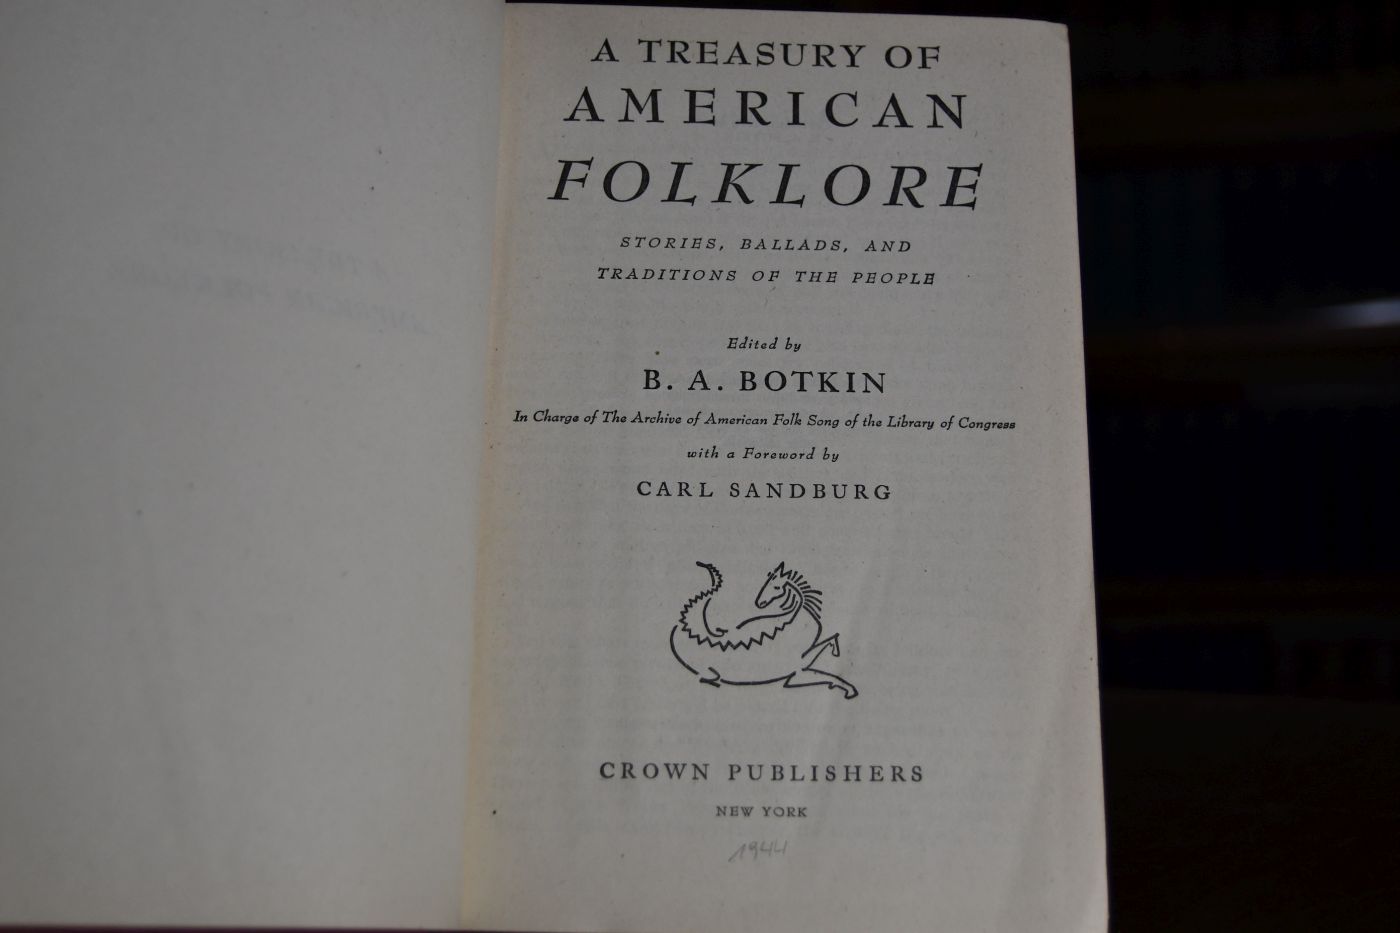 A TREASURY OF
AMERICAN
FOLKLORE
STORIES, BALLADS, AND
TRADITIONS OF THE PEOPLE
Edited by
B. A. BOTKIN
In Charge of The Archive of American Folk Song of the Library of Congress
with a Foreword by
CARL SANDBURG
CROWN PUBLISHERS
NEW YORK
1944